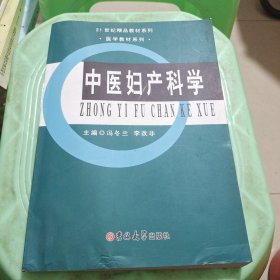 21世纪精品教材系列
·医学教材系列·
中医妇产科学
ZHONG YI FU CHAN KE XUE
主编◎冯冬兰 李改非
吉林大学出版社